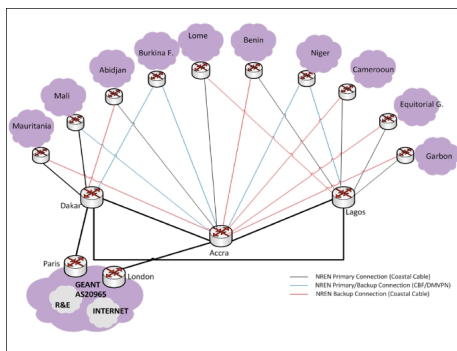 Lome
Benin
Burkina F.
Niger
Abidjan
Camerooun
Mali
Equitorial G.
Mauritania
Garbon
Dakar
Lagos
Accra
Paris
London
GEANT
AS20965
R&E
INTERNET
NREN Primary Connection (Coastal Cable)
NREN Primary/Backup Connection (CBF/DMVPN)
NREN Backup Connection (Coastal Cable)